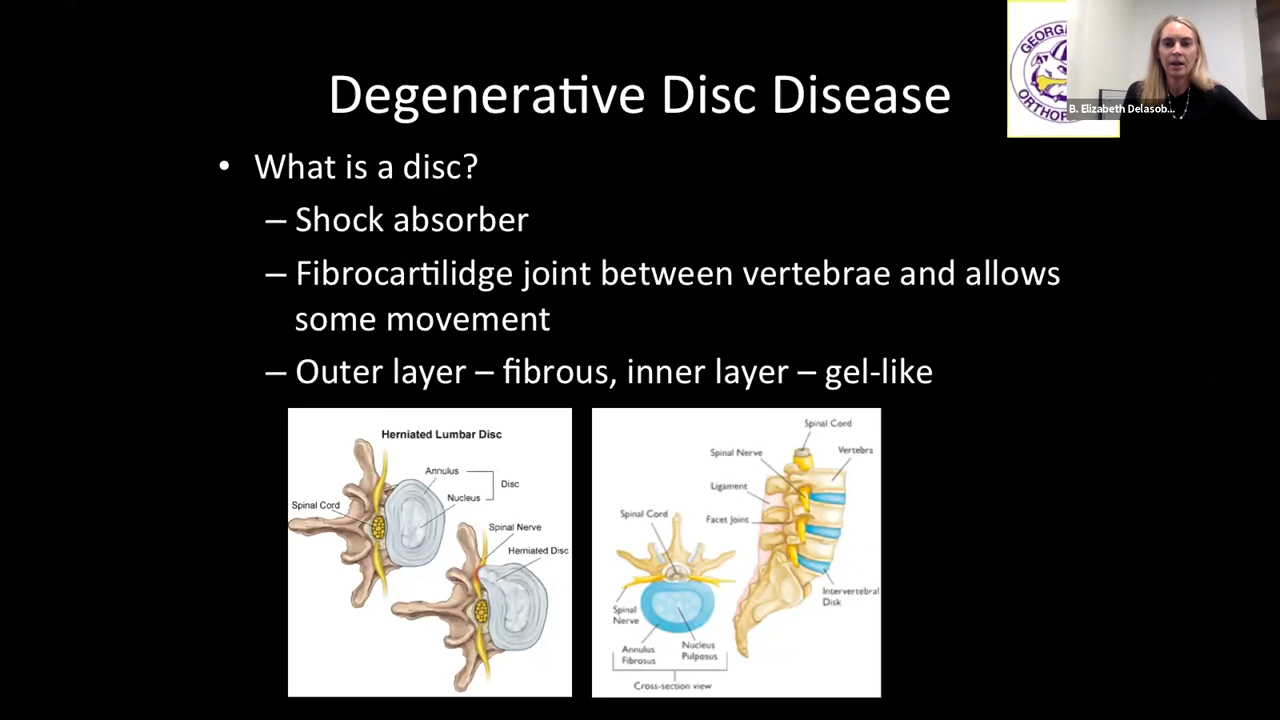 GEORGE
Degenerative Disc Disease
ORTHOP
B. Elizabeth Delasob...
• What is a disc?
– Shock absorber
– Fibrocartilidge joint between vertebrae and allows
some movement
– Outer layer – fibrous, inner layer – gel-like
Herniated Lumbar Disc
Annulus
Disc
Nucleus
Spinal Cord
Spinal Nerve
Herniated Disc
Spinal Cord
Spinal Nerve
Vertebra
Ligament
Spinal Cord
Facet Joint
Intervertebral
Disk
Spinal
Nerve
Annulus
Fibrosus
Nucleus
Pulposus
Cross-section view